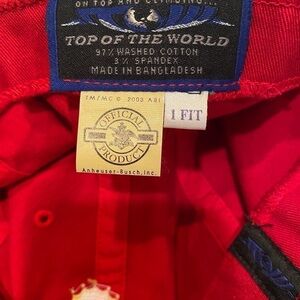 ON TOP AND CLIMBING...
TOP OF THE WORLD
97% WASHED COTTON
3% SPANDEX
MADE IN BANGLADESH
TM/MC © 2003 ABI
OFFICIAL
PRODUCT
Anheuser-Busch, Inc.
1 FIT